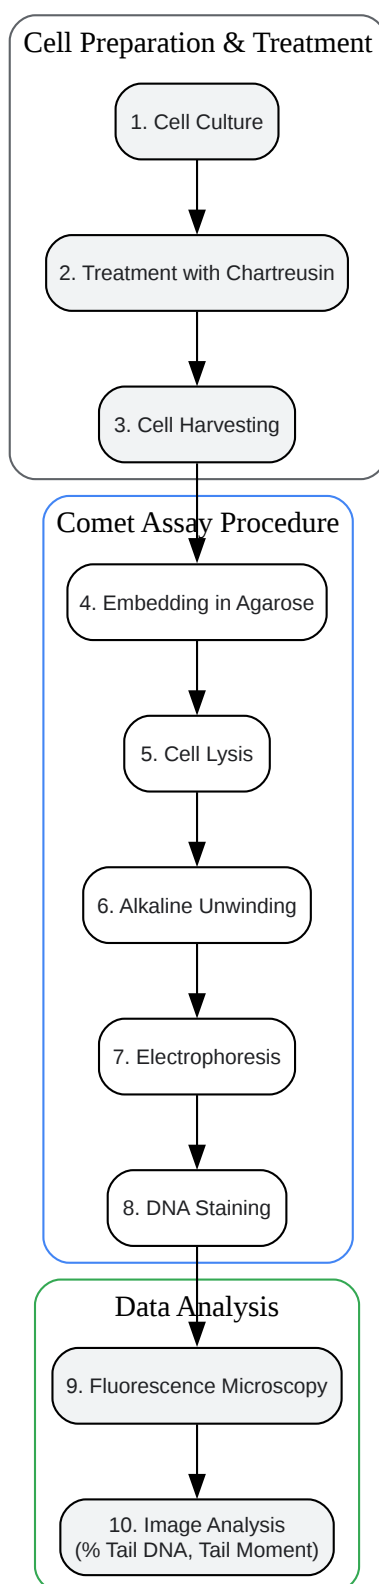 Cell Preparation & Treatment
1. Cell Culture
2. Treatment with Chartreusin
3. Cell Harvesting
Comet Assay Procedure
4. Embedding in Agarose
5. Cell Lysis
6. Alkaline Unwinding
7. Electrophoresis
8. DNA Staining
Data Analysis
9. Fluorescence Microscopy
10. Image Analysis
(% Tail DNA, Tail Moment)